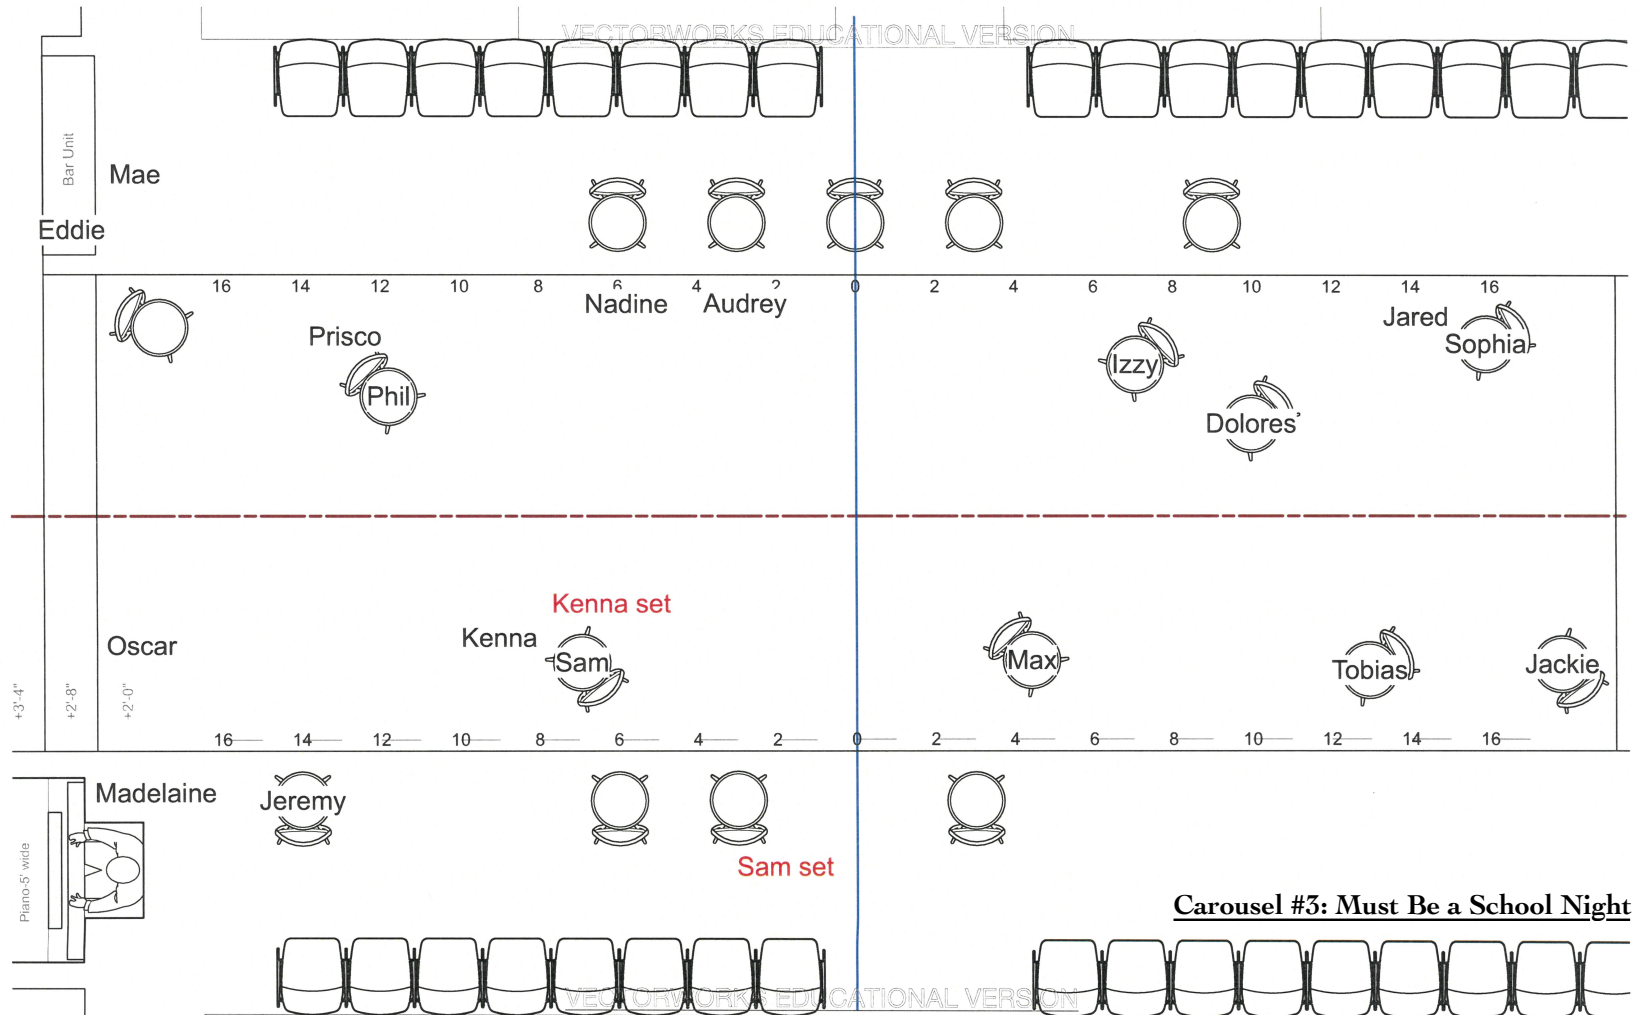 VECTORWORKS EDUCATIONAL VERSION
Bar Unit
Mae
Eddie
16 14 12 10 8 6 4 2 0 2 4 6 8 10 12 14 16
Nadine Audrey
Prisco
Jared
Sophia
Izzy
Phil
Dolores
Kenna set
Kenna
Oscar
Sam
Max
Tobias
Jackie
+3'-4"
+2'-8"
+2'-0"
16 14 12 10 8 6 4 2 0 2 4 6 8 10 12 14 16
Madelaine
Jeremy
Piano-5' wide
Sam set
Carousel #3: Must Be a School Night
VECTORWORKS EDUCATIONAL VERSION